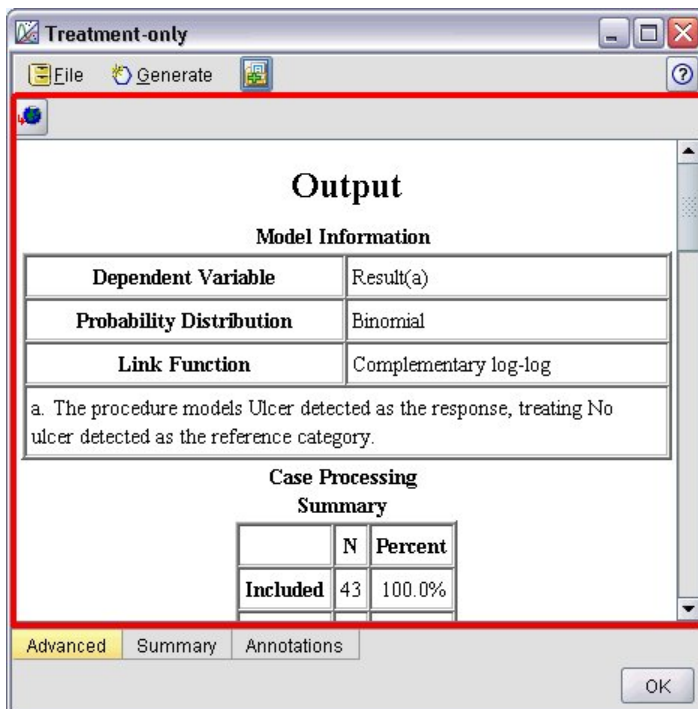 Treatment-only
File Generate
Output
Model Information
Dependent Variable Result(a)
Probability Distribution Binomial
Link Function Complementary log-log
a. The procedure models Ulcer detected as the response, treating No
ulcer detected as the reference category.
Case Processing
Summary
N Percent
Included 43 100.0%
Advanced Summary Annotations
OK